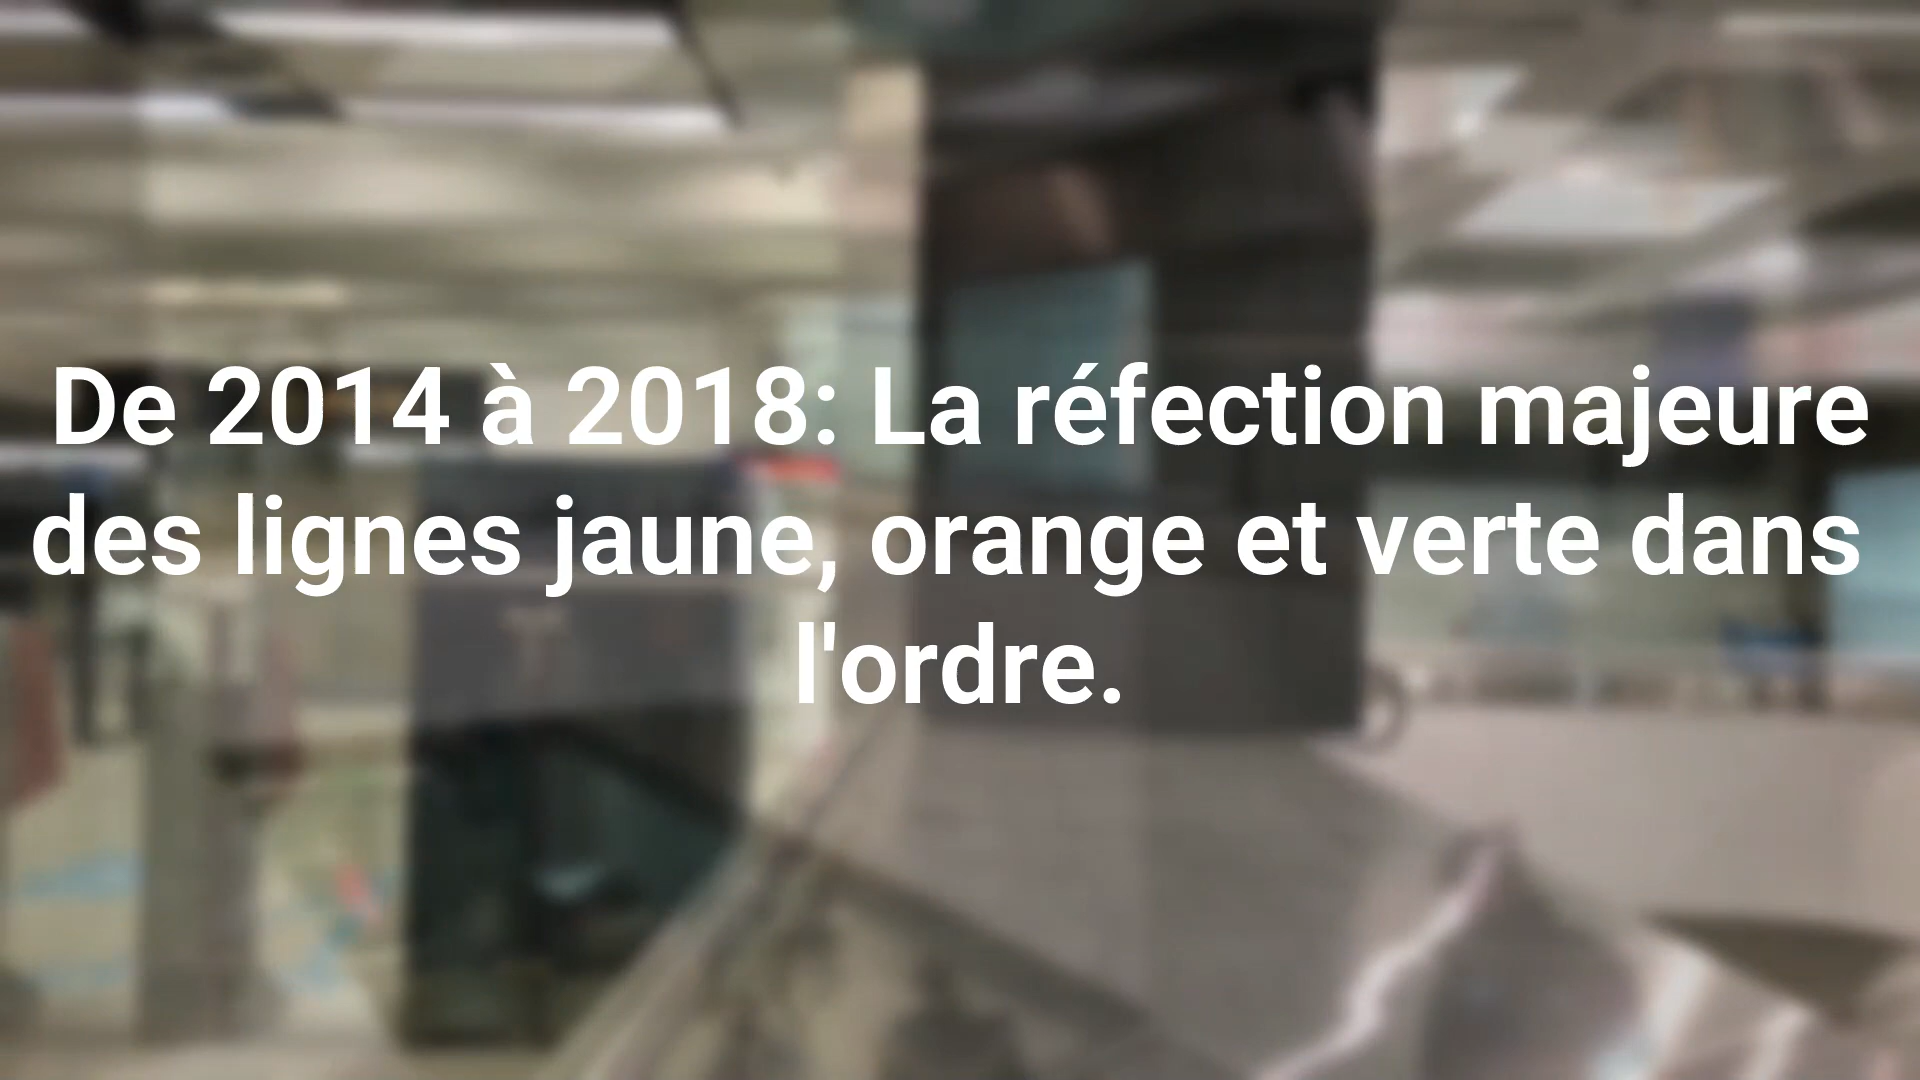 De 2014 à 2018: La réfection majeure
des lignes jaune, orange et verte dans
l'ordre.